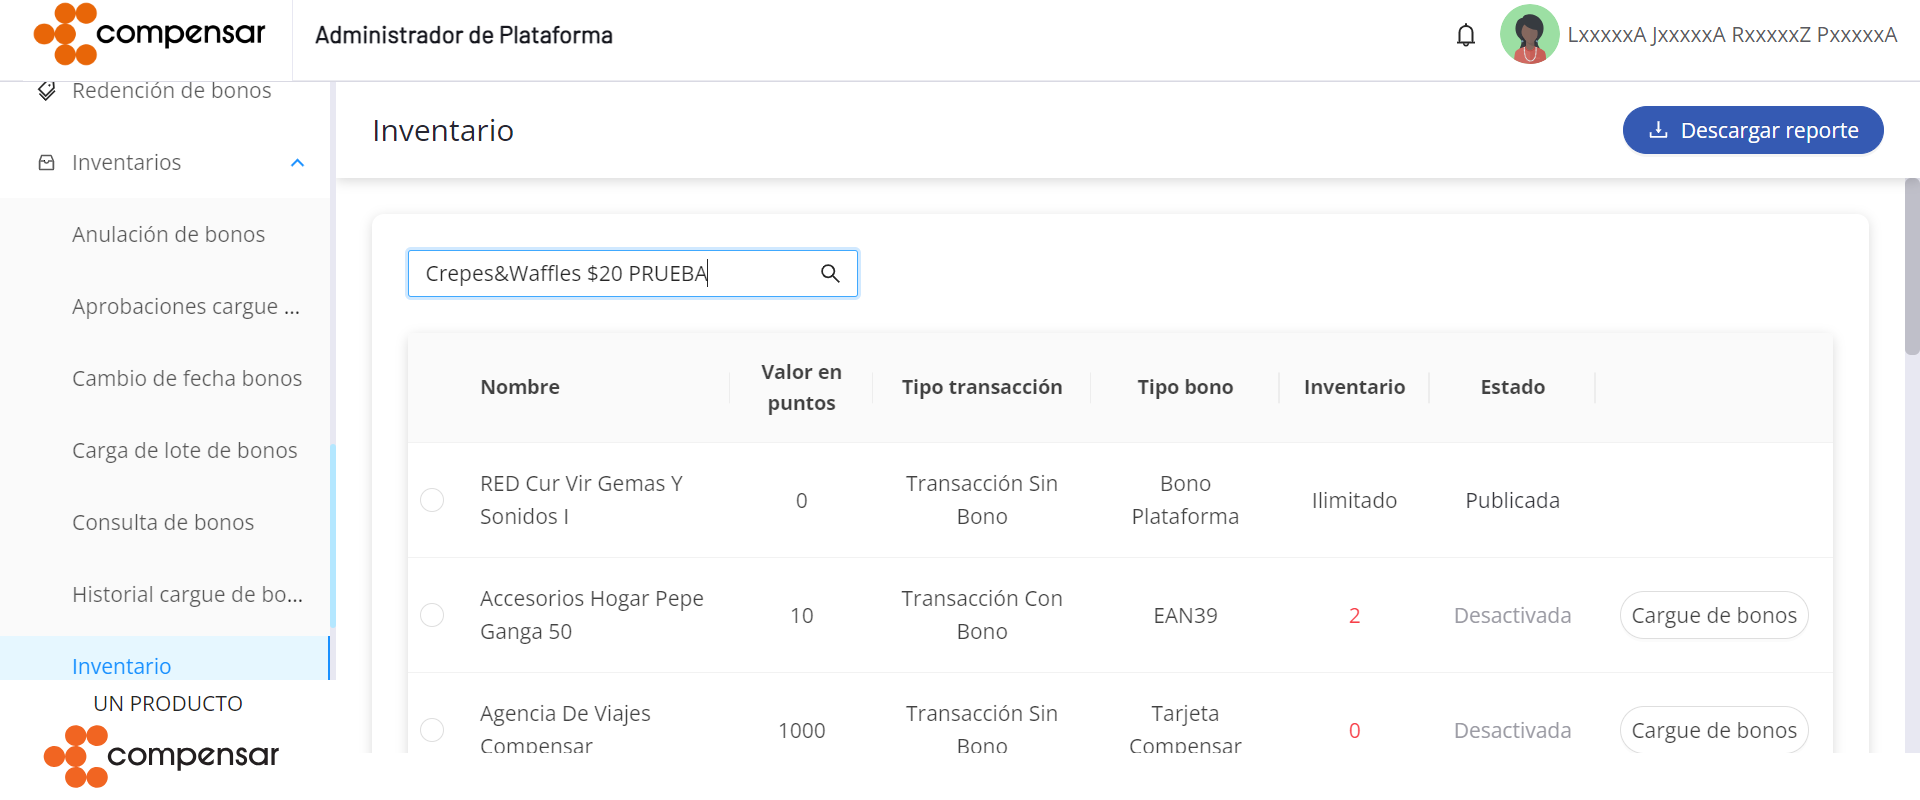 compensar
Administrador de Plataforma
LxxxxxA JxxxxxA RxxxxxZ PxxxxxA
Redención de bonos
Inventarios
Anulación de bonos
Aprobaciones cargue ...
Cambio de fecha bonos
Carga de lote de bonos
Consulta de bonos
Historial cargue de bo...
Inventario
UN PRODUCTO
compensar
Inventario
Descargar reporte
Crepes&Waffles $20 PRUEBA
Nombre
Valor en
puntos
Tipo transacción
Tipo bono
Inventario
Estado
RED Cur Vir Gemas Y
Sonidos I
0
Transacción Sin
Bono
Bono
Plataforma
Ilimitado
Publicada
Accesorios Hogar Pepe
Ganga 50
10
Transacción Con
Bono
EAN39
2
Desactivada
Cargue de bonos
Agencia De Viajes
Compensar
1000
Transacción Sin
Bono
Tarjeta
Compensar
0
Desactivada
Cargue de bonos